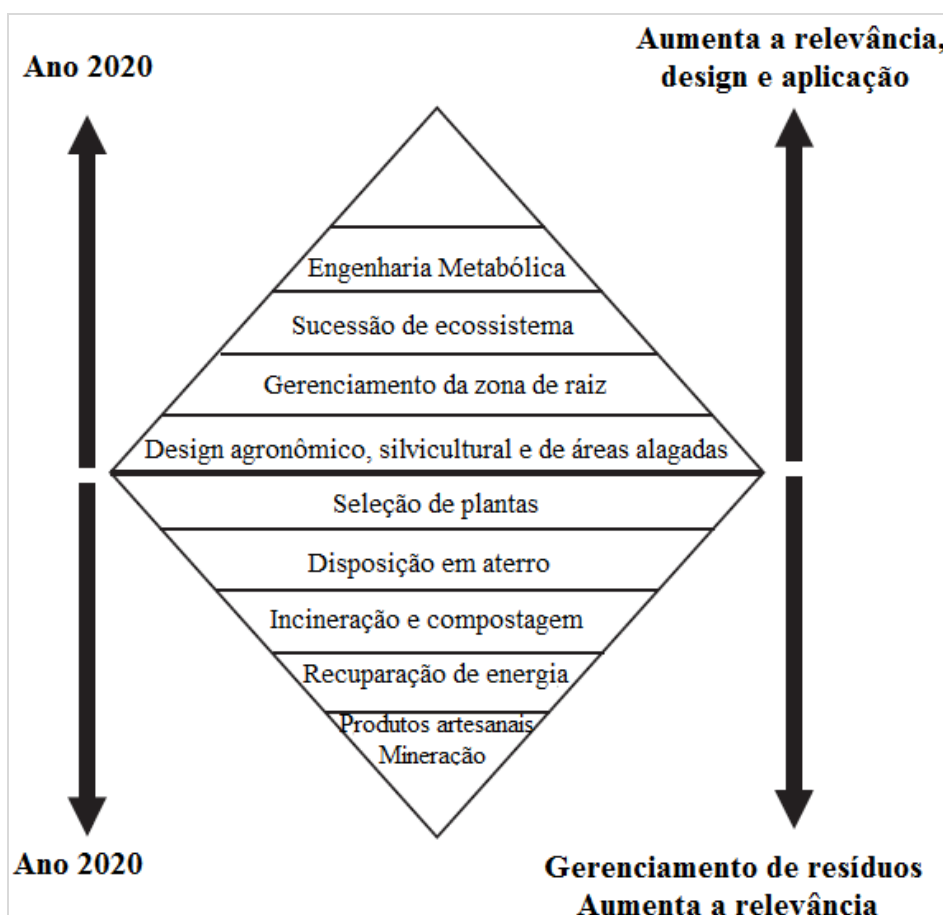 Ano 2020
Aumenta a relevância,
design e aplicação
Engenharia Metabólica
Sucessão de ecossistema
Gerenciamento da zona de raiz
Design agronômico, silvicultural e de áreas alagadas
Seleção de plantas
Disposição em aterro
Incineração e compostagem
Recuparação de energia
Produtos artesanais
Mineração
Ano 2020
Gerenciamento de resíduos
Aumenta a relevância